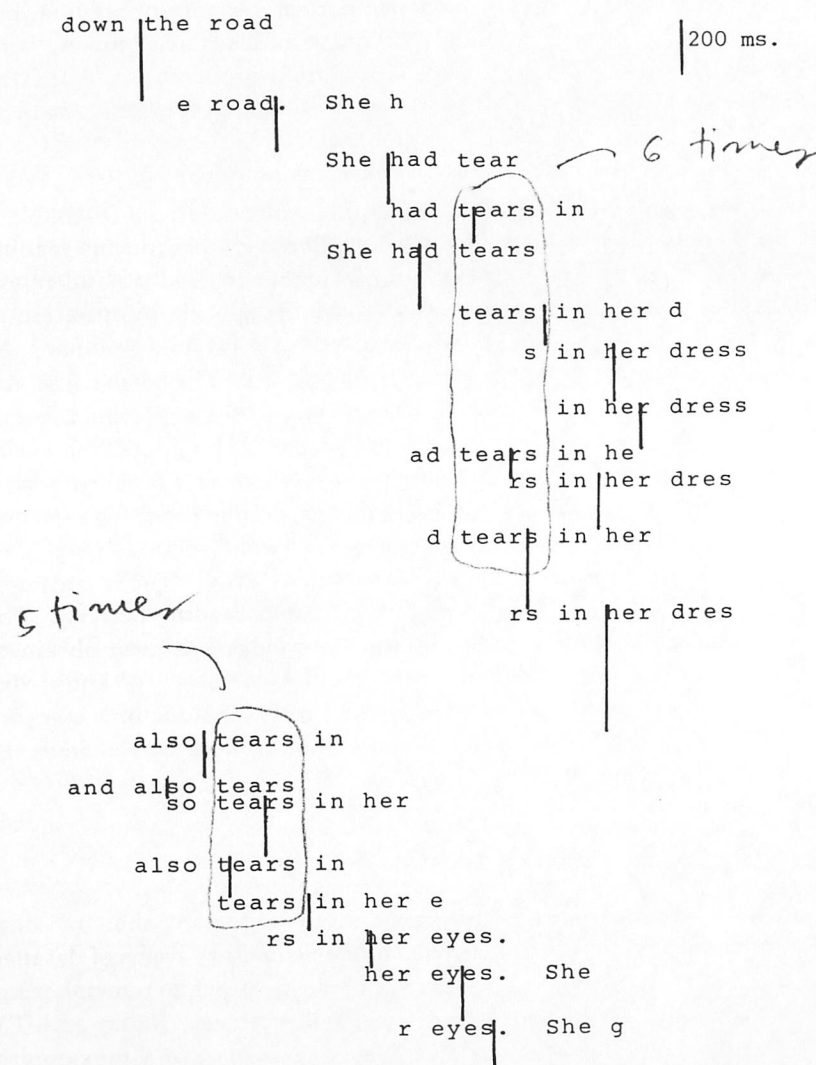 down the road
200 ms.
e road. She h
6 times
She had tear
had tears in
She had tears
tears in her d
s in her dress
in her dress
ad tears in he
rs in her dres
d tears in her
5 times
rs in her dres
also tears in
and also tears
so tears in her
also tears in
tears in her e
rs in her eyes.
her eyes. She
r eyes. She g